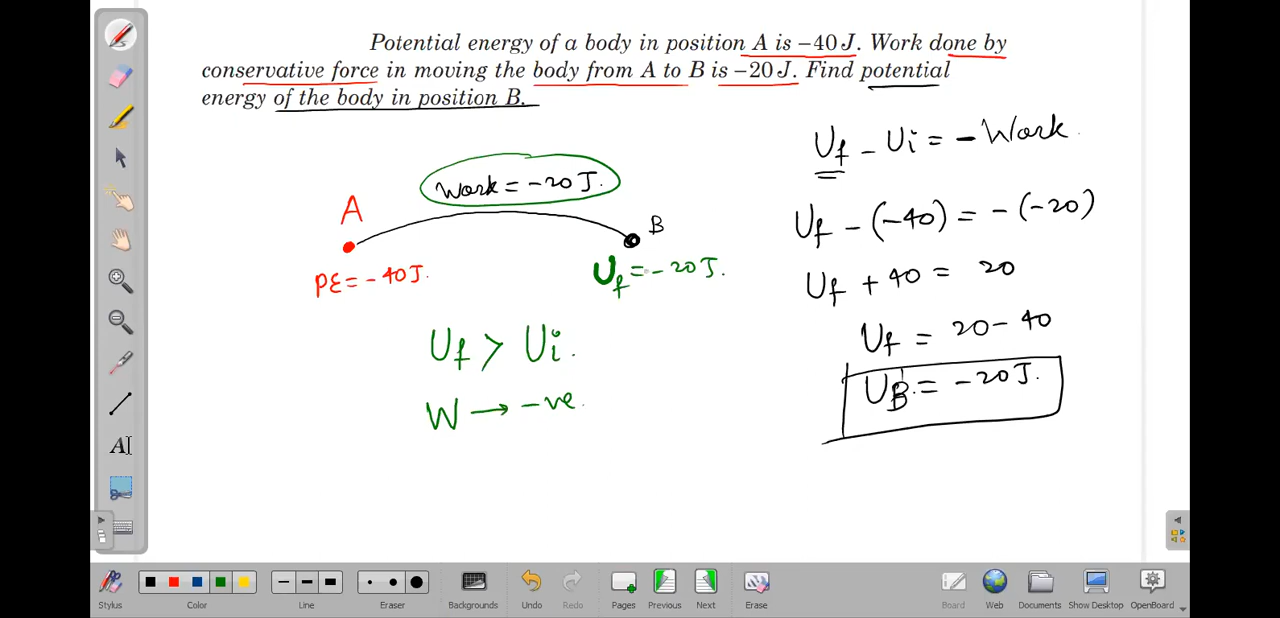 Potential energy of a body in position A is −40 J. Work done by
conservative force in moving the body from A to B is −20 J. Find potential
energy of the body in position B.
Uf - Ui = - Work
Work = -20 J.
A
B
Uf - (-40) = - (-20)
PE = -40J.
Uf = -20J.
Uf + 40 = 20
Uf > Ui.
Uf = 20 - 40
W → -ve.
UB = -20J.
A
Stylus
Color
Line
Eraser
Backgrounds
Undo
Redo
Pages
Previous
Next
Erase
Board
Web
Documents
Show Desktop
OpenBoard